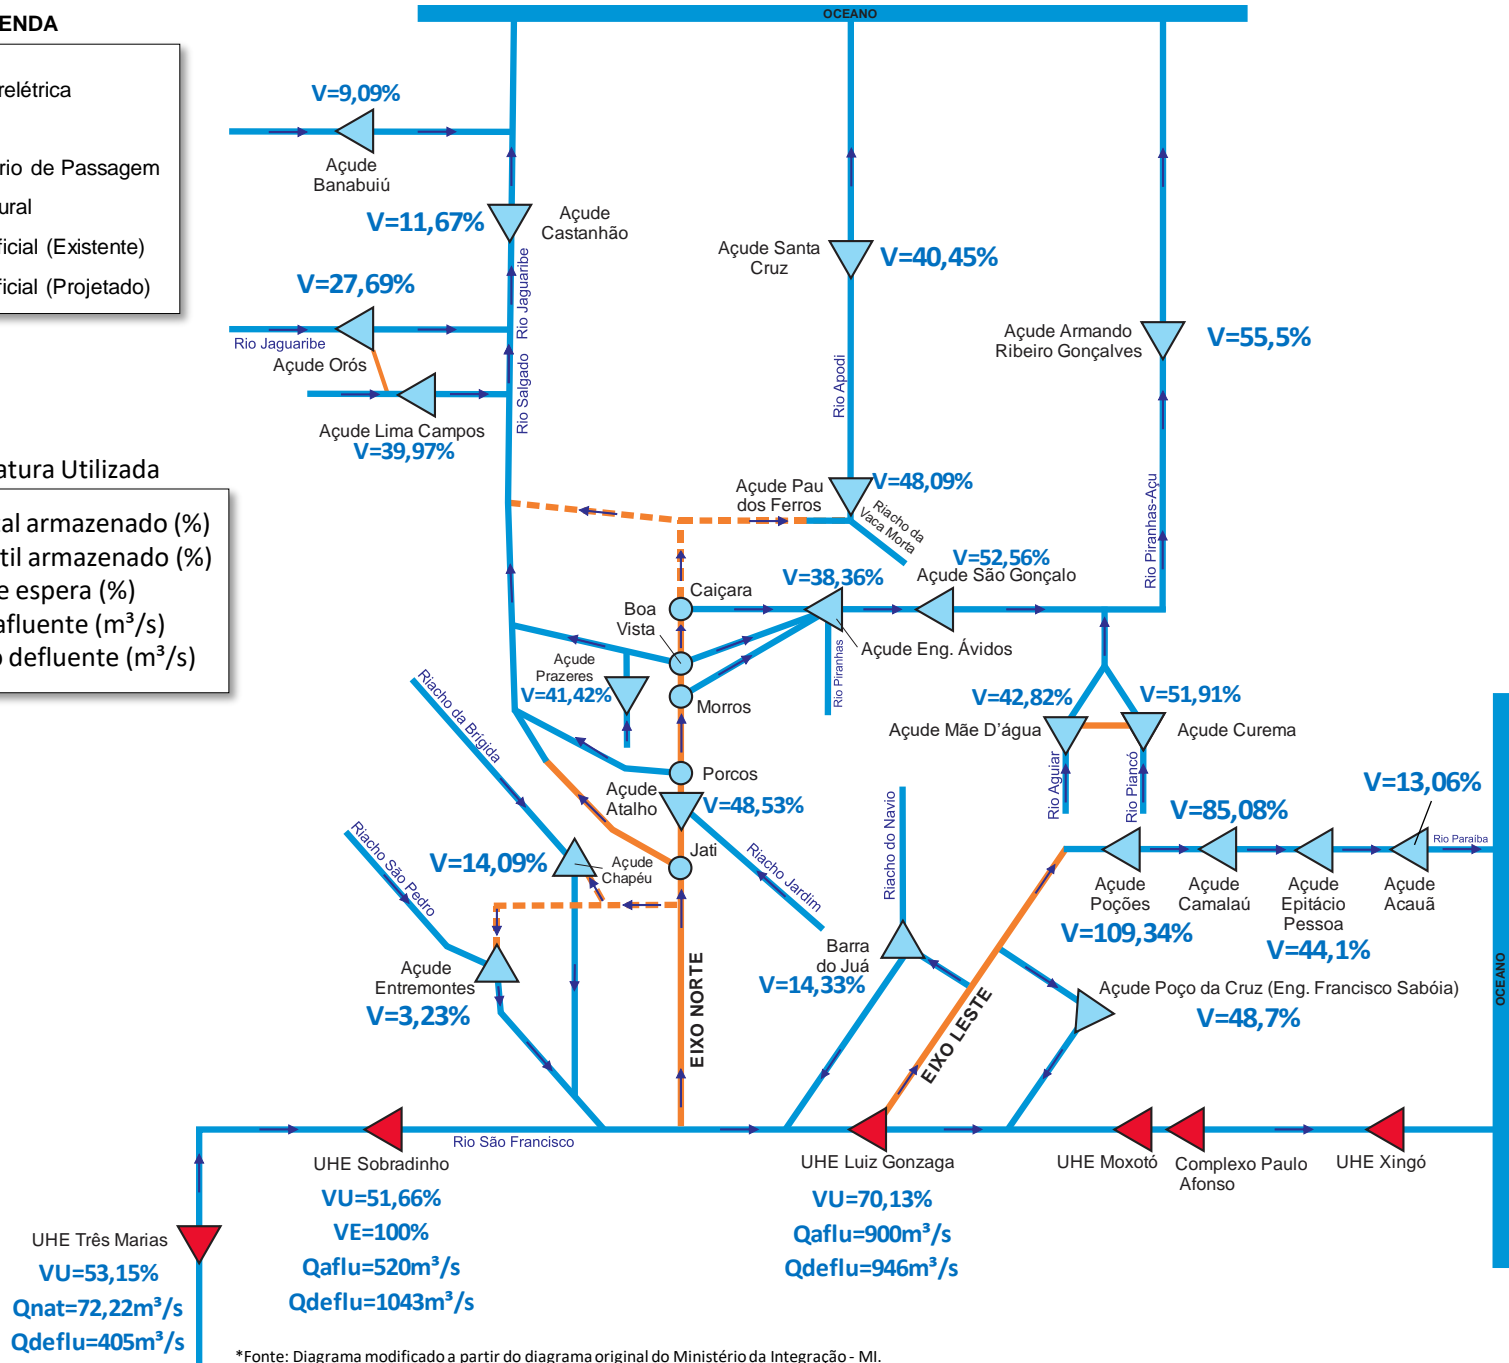 OCEANO
ENDA
relétrica
rio de Passagem
ural
ficial (Existente)
ficial (Projetado)
V=9,09%
Açude
Banabuiú
V=11,67%
Açude
Castanhão
Açude Santa
Cruz
V=40,45%
V=27,69%
Rio Jaguaribe
Rio Jaguaribe
Açude Orós
Açude Armando
Ribeiro Gonçalves
V=55,5%
Rio Salgado
Rio Apodi
Açude Lima Campos
V=39,97%
atura Utilizada
al armazenado (%)
til armazenado (%)
e espera (%)
afluente (m³/s)
o defluente (m³/s)
Açude Pau
dos Ferros
V=48,09%
Riacho da
Vaca Morta
Rio Piranhas-Açu
V=52,56%
Açude São Gonçalo
V=38,36%
Caiçara
Boa
Vista
Açude Eng. Ávidos
Rio Piranhas
Açude
Prazeres
V=41,42%
Morros
Riacho da Brígida
V=42,82%
Açude Mãe D'água
V=51,91%
Açude Curema
Rio Aguiar
Rio Piancó
Porcos
Açude
Atalho
V=48,53%
Riacho do Navio
V=13,06%
V=85,08%
Rio Paraíba
Jati
Riacho Jardim
V=14,09%
Açude
Chapéu
Riacho São Pedro
Açude
Poções
V=109,34%
Açude
Camalaú
Açude
Epitácio
Pessoa
V=44,1%
Açude
Acauã
Barra
do Juá
V=14,33%
Açude
Entremontes
V=3,23%
EIXO NORTE
EIXO LESTE
Açude Poço da Cruz (Eng. Francisco Sabóia)
V=48,7%
OCEANO
Rio São Francisco
UHE Sobradinho
VU=51,66%
VE=100%
Qaflu=520m³/s
Qdeflu=1043m³/s
UHE Luiz Gonzaga
VU=70,13%
Qaflu=900m³/s
Qdeflu=946m³/s
UHE Moxotó
Complexo Paulo
Afonso
UHE Xingó
UHE Três Marias
VU=53,15%
Qnat=72,22m³/s
Qdeflu=405m³/s
*Fonte: Diagrama modificado a partir do diagrama original do Ministério da Integração - MI.